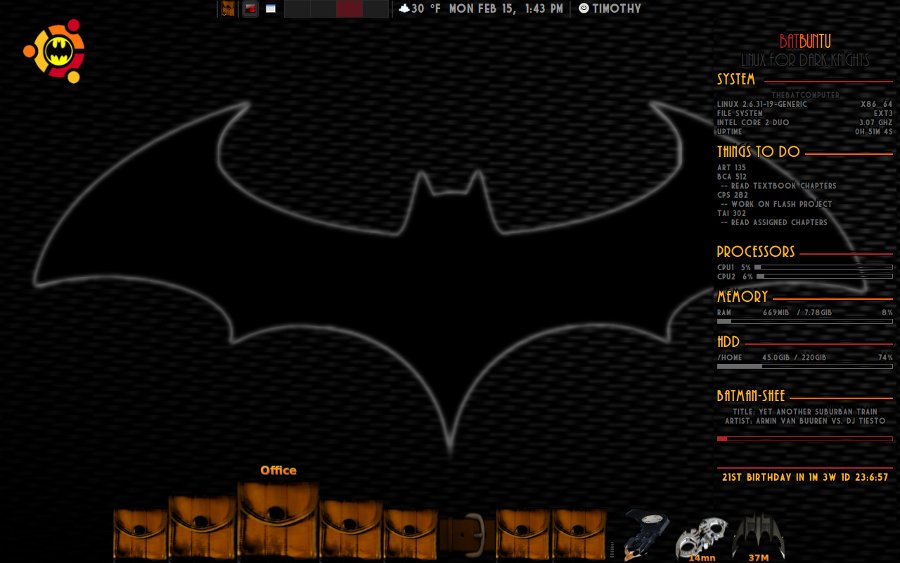 30 °F MON FEB 15, 1:43 PM TIMOTHY
BATBUNTU
LINUX FOR DARK KNIGHTS
SYSTEM
THEBATCOMPUTER
LINUX 2.6.31-19-GENERIC X86_64
FILE SYSTEM EXT3
INTEL CORE 2 DUO 3.07 GHZ
UPTIME 0H 51M 4S
THINGS TO DO
ART 135
BCA 512
-- READ TEXTBOOK CHAPTERS
CPS 282
-- WORK ON FLASH PROJECT
TAI 302
-- READ ASSIGNED CHAPTERS
PROCESSORS
CPU1 5%
CPU2 6%
MEMORY
RAM 669MIB / 7.78GIB 8%
HDD
/HOME 45.0GIB / 220GIB 74%
BATMAN-SHEE
TITLE: YET ANOTHER SUBURBAN TRAIN
ARTIST: ARMIN VAN BUUREN VS. DJ TIESTO
21ST BIRTHDAY IN 1M 3W 1D 23:6:57
Office
14mn 37M